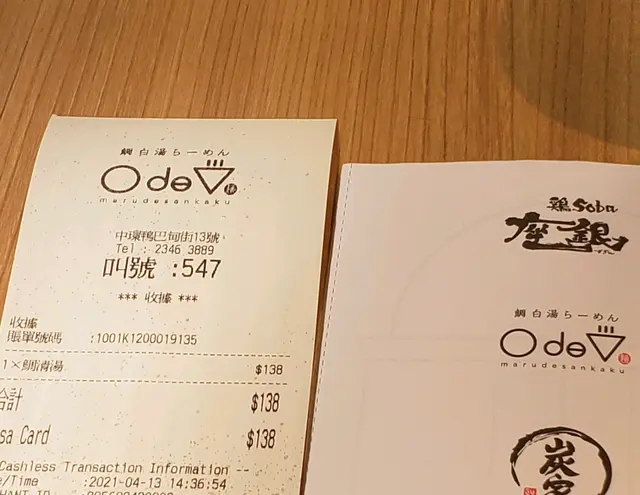 鯛白湯らーめん
○de▽
marudesankaku
中環鴨巴甸街13號
Tel : 2346 3889
叫號 :547
*** 收據 ***
收據
賬單號碼 :1001K1200019135
1×鯛清湯 $138
合計 $138
sa Card $138
Cashless Transaction Information --
e/Time :2021-04-13 14:36:54
鶏Soba
座銀
鯛白湯らーめん
○de▽
marudesankaku
炭